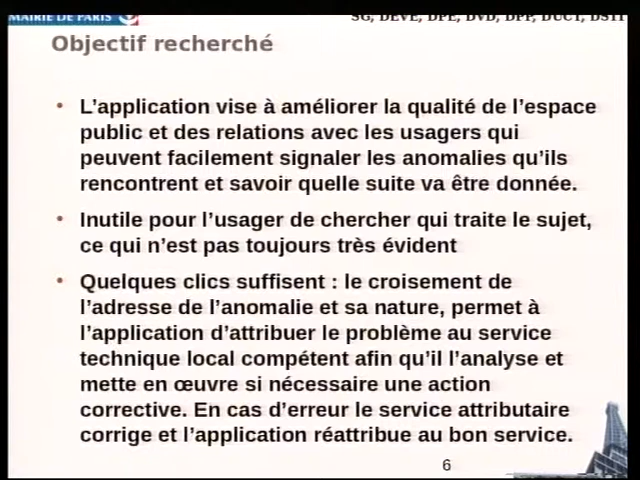 MAIRIE DE PARIS
SG, DEVE, DPE, DVD, DPP, DUCT, DSTI
Objectif recherché
• L’application vise à améliorer la qualité de l’espace
public et des relations avec les usagers qui
peuvent facilement signaler les anomalies qu’ils
rencontrent et savoir quelle suite va être donnée.
• Inutile pour l’usager de chercher qui traite le sujet,
ce qui n’est pas toujours très évident
• Quelques clics suffisent : le croisement de
l’adresse de l’anomalie et sa nature, permet à
l’application d’attribuer le problème au service
technique local compétent afin qu’il l’analyse et
mette en œuvre si nécessaire une action
corrective. En cas d’erreur le service attributaire
corrige et l’application réattribue au bon service.
6